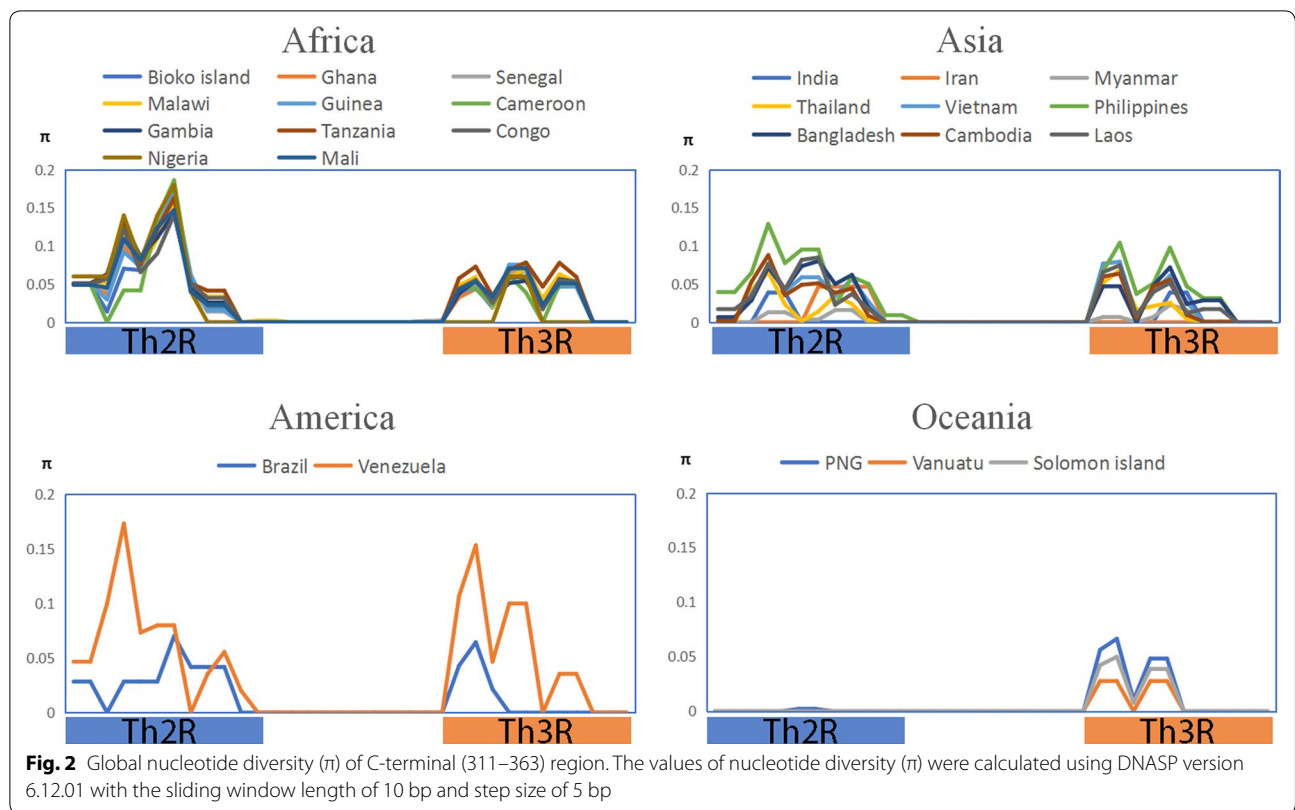 Africa
Bioko island Ghana Senegal
Malawi Guinea Cameroon
Gambia Tanzania Congo
Nigeria Mali
π
0.2
0.15
0.1
0.05
0
Th2R Th3R
Asia
India Iran Myanmar
Thailand Vietnam Philippines
Bangladesh Cambodia Laos
π
0.2
0.15
0.1
0.05
0
Th2R Th3R
America
Brazil Venezuela
π
0.2
0.15
0.1
0.05
0
Th2R Th3R
Oceania
PNG Vanuatu Solomon island
π
0.2
0.15
0.1
0.05
0
Th2R Th3R
Fig. 2 Global nucleotide diversity (π) of C-terminal (311–363) region. The values of nucleotide diversity (π) were calculated using DNASP version
6.12.01 with the sliding window length of 10 bp and step size of 5 bp